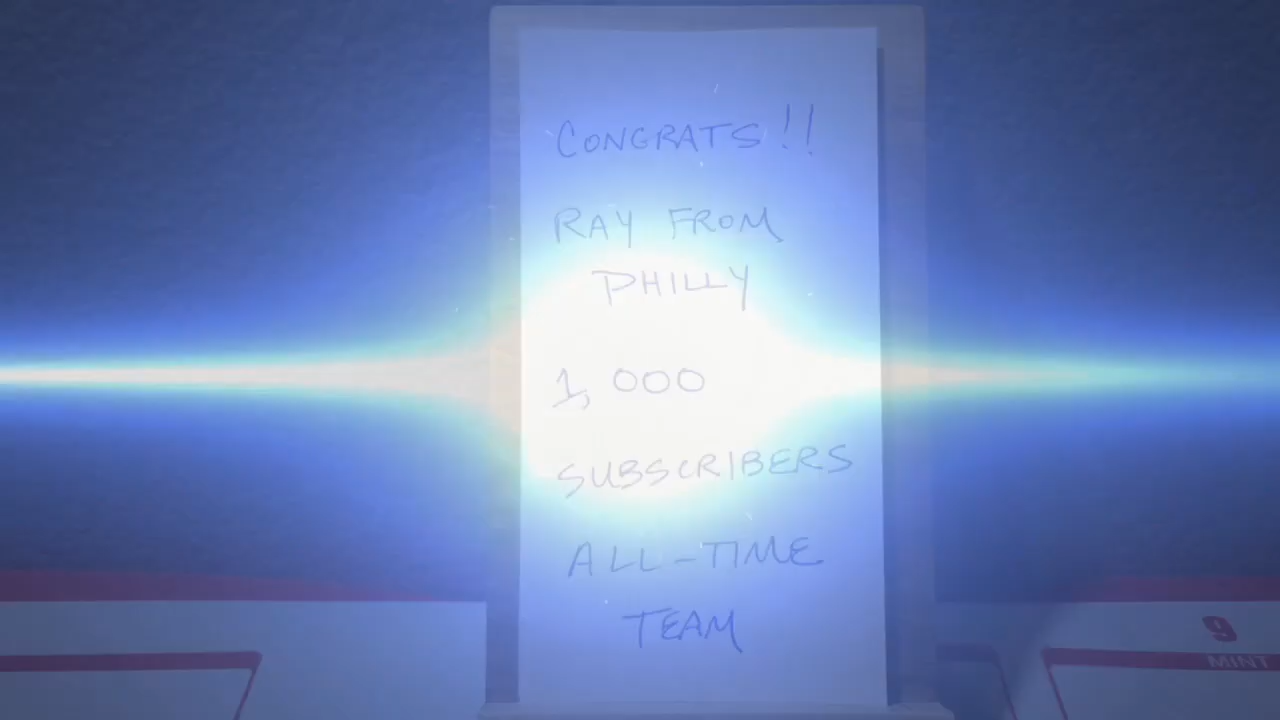 CONGRATS!!
RAY FROM
PHILLY
1,000
SUBSCRIBERS
ALL-TIME
TEAM
9
MINT